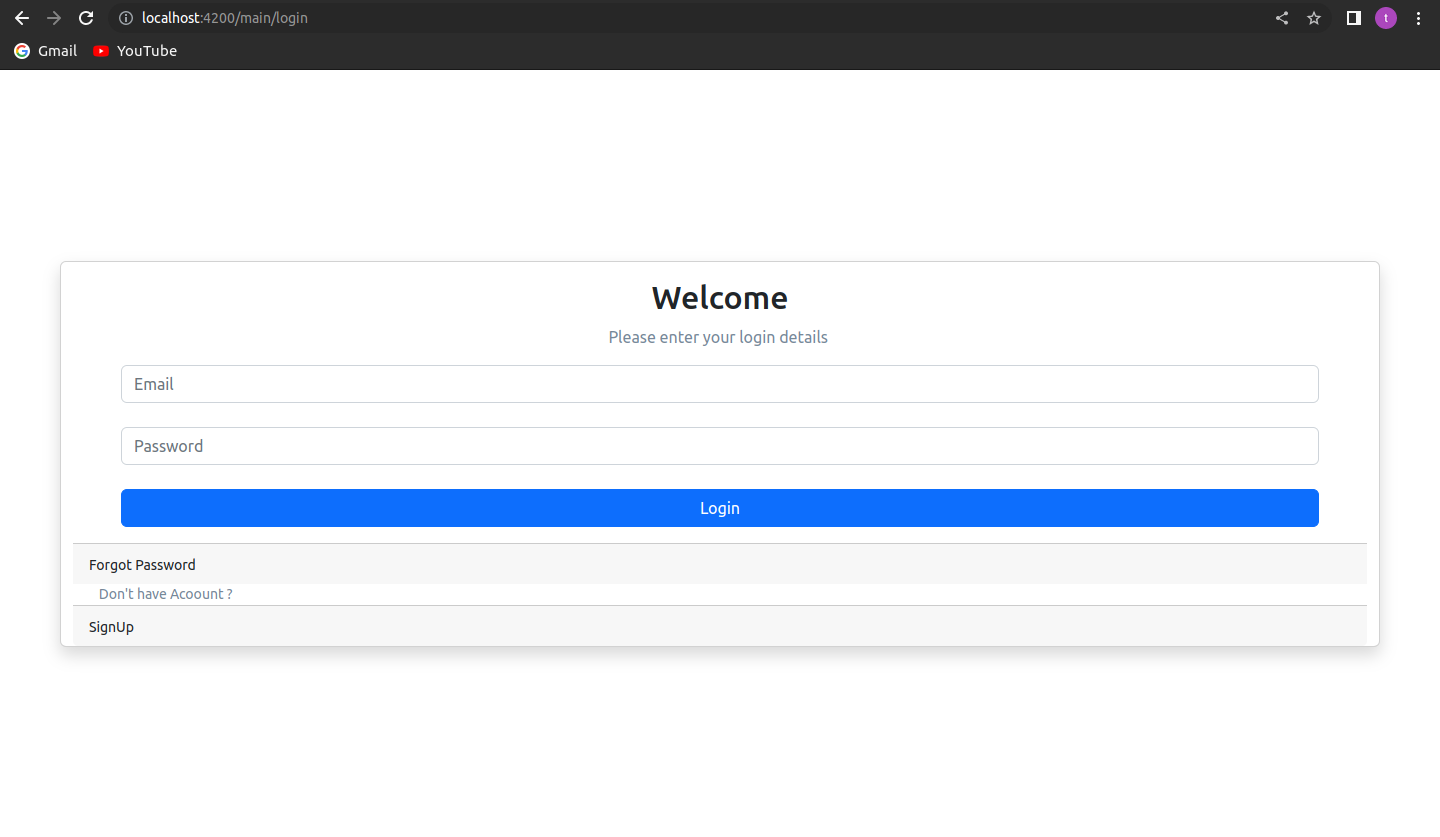 localhost:4200/main/login
t
Gmail YouTube
Welcome
Please enter your login details
Email
Password
Login
Forgot Password
Don't have Acoount ?
SignUp